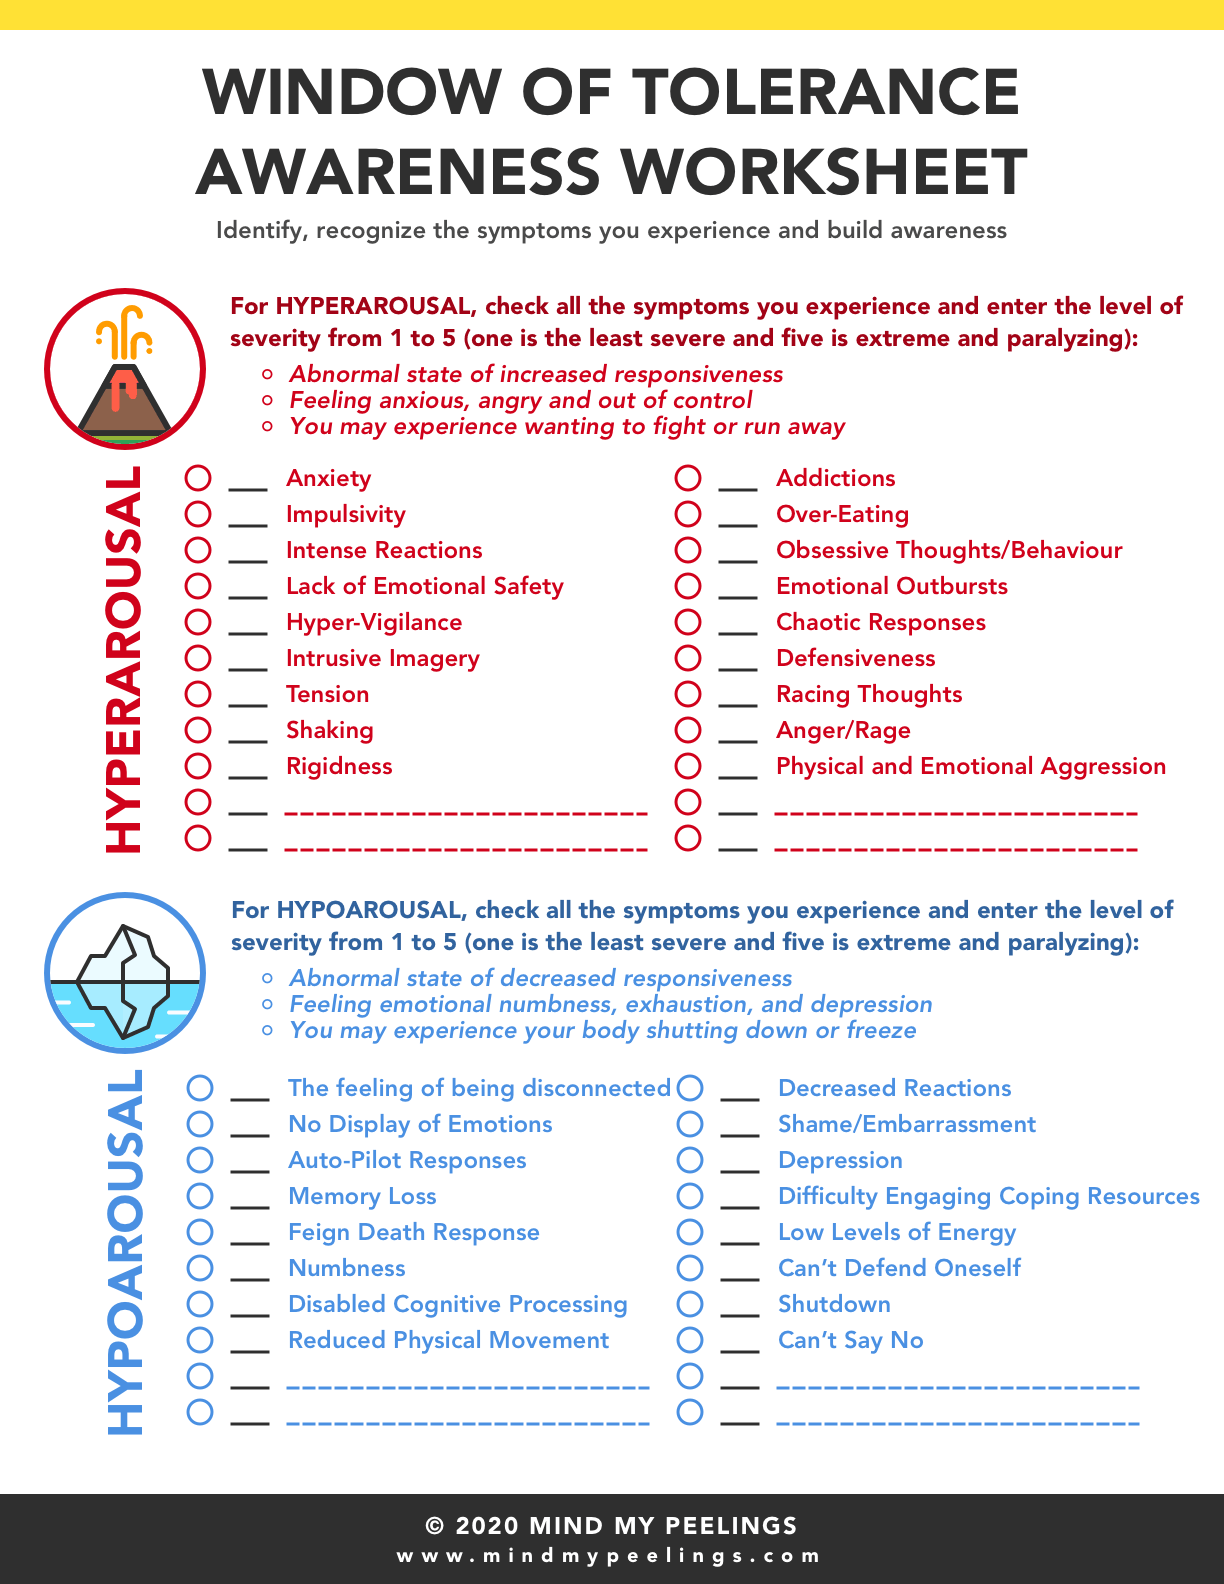 WINDOW OF TOLERANCE
AWARENESS WORKSHEET
Identify, recognize the symptoms you experience and build awareness
For HYPERAROUSAL, check all the symptoms you experience and enter the level of
severity from 1 to 5 (one is the least severe and five is extreme and paralyzing):
Abnormal state of increased responsiveness
Feeling anxious, angry and out of control
You may experience wanting to fight or run away
HYPERAROUSAL
Anxiety
Impulsivity
Intense Reactions
Lack of Emotional Safety
Hyper-Vigilance
Intrusive Imagery
Tension
Shaking
Rigidness
Addictions
Over-Eating
Obsessive Thoughts/Behaviour
Emotional Outbursts
Chaotic Responses
Defensiveness
Racing Thoughts
Anger/Rage
Physical and Emotional Aggression
For HYPOAROUSAL, check all the symptoms you experience and enter the level of
severity from 1 to 5 (one is the least severe and five is extreme and paralyzing):
Abnormal state of decreased responsiveness
Feeling emotional numbness, exhaustion, and depression
You may experience your body shutting down or freeze
HYPOAROUSAL
The feeling of being disconnected
No Display of Emotions
Auto-Pilot Responses
Memory Loss
Feign Death Response
Numbness
Disabled Cognitive Processing
Reduced Physical Movement
Decreased Reactions
Shame/Embarrassment
Depression
Difficulty Engaging Coping Resources
Low Levels of Energy
Can’t Defend Oneself
Shutdown
Can’t Say No
© 2020 MIND MY PEELINGS
www.mindmypeelings.com